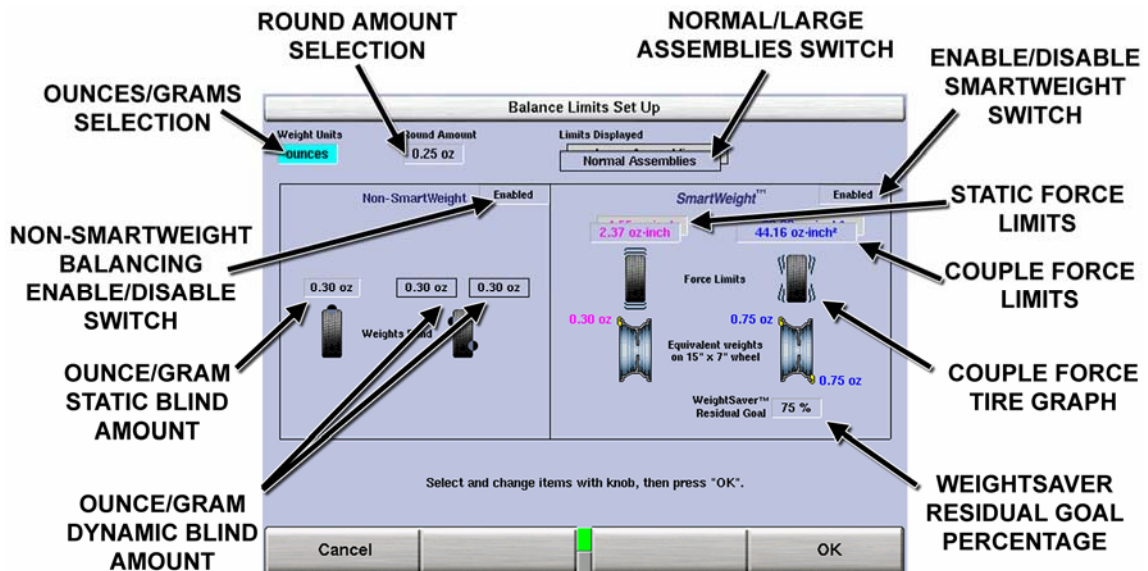 ROUND AMOUNT
SELECTION
NORMAL/LARGE
ASSEMBLIES SWITCH
ENABLE/DISABLE
SMARTWEIGHT
SWITCH
OUNCES/GRAMS
SELECTION
Balance Limits Set Up
Weight Units
Round Amount
Limits Displayed
ounces
0.25 oz
Normal Assemblies
Non-SmartWeight
Enabled
SmartWeight™
Enabled
STATIC FORCE
LIMITS
2.37 oz-inch
44.16 oz-inch²
NON-SMARTWEIGHT
BALANCING
ENABLE/DISABLE
SWITCH
COUPLE FORCE
LIMITS
0.30 oz
0.30 oz
0.30 oz
Force Limits
Weights
0.30 oz
0.75 oz
Equivalent weights
on 15" x 7" wheel
0.75 oz
OUNCE/GRAM
STATIC BLIND
AMOUNT
COUPLE FORCE
TIRE GRAPH
WeightSaver™
Residual Goal
75 %
OUNCE/GRAM
DYNAMIC BLIND
AMOUNT
Select and change items with knob, then press "OK".
WEIGHTSAVER
RESIDUAL GOAL
PERCENTAGE
Cancel
OK